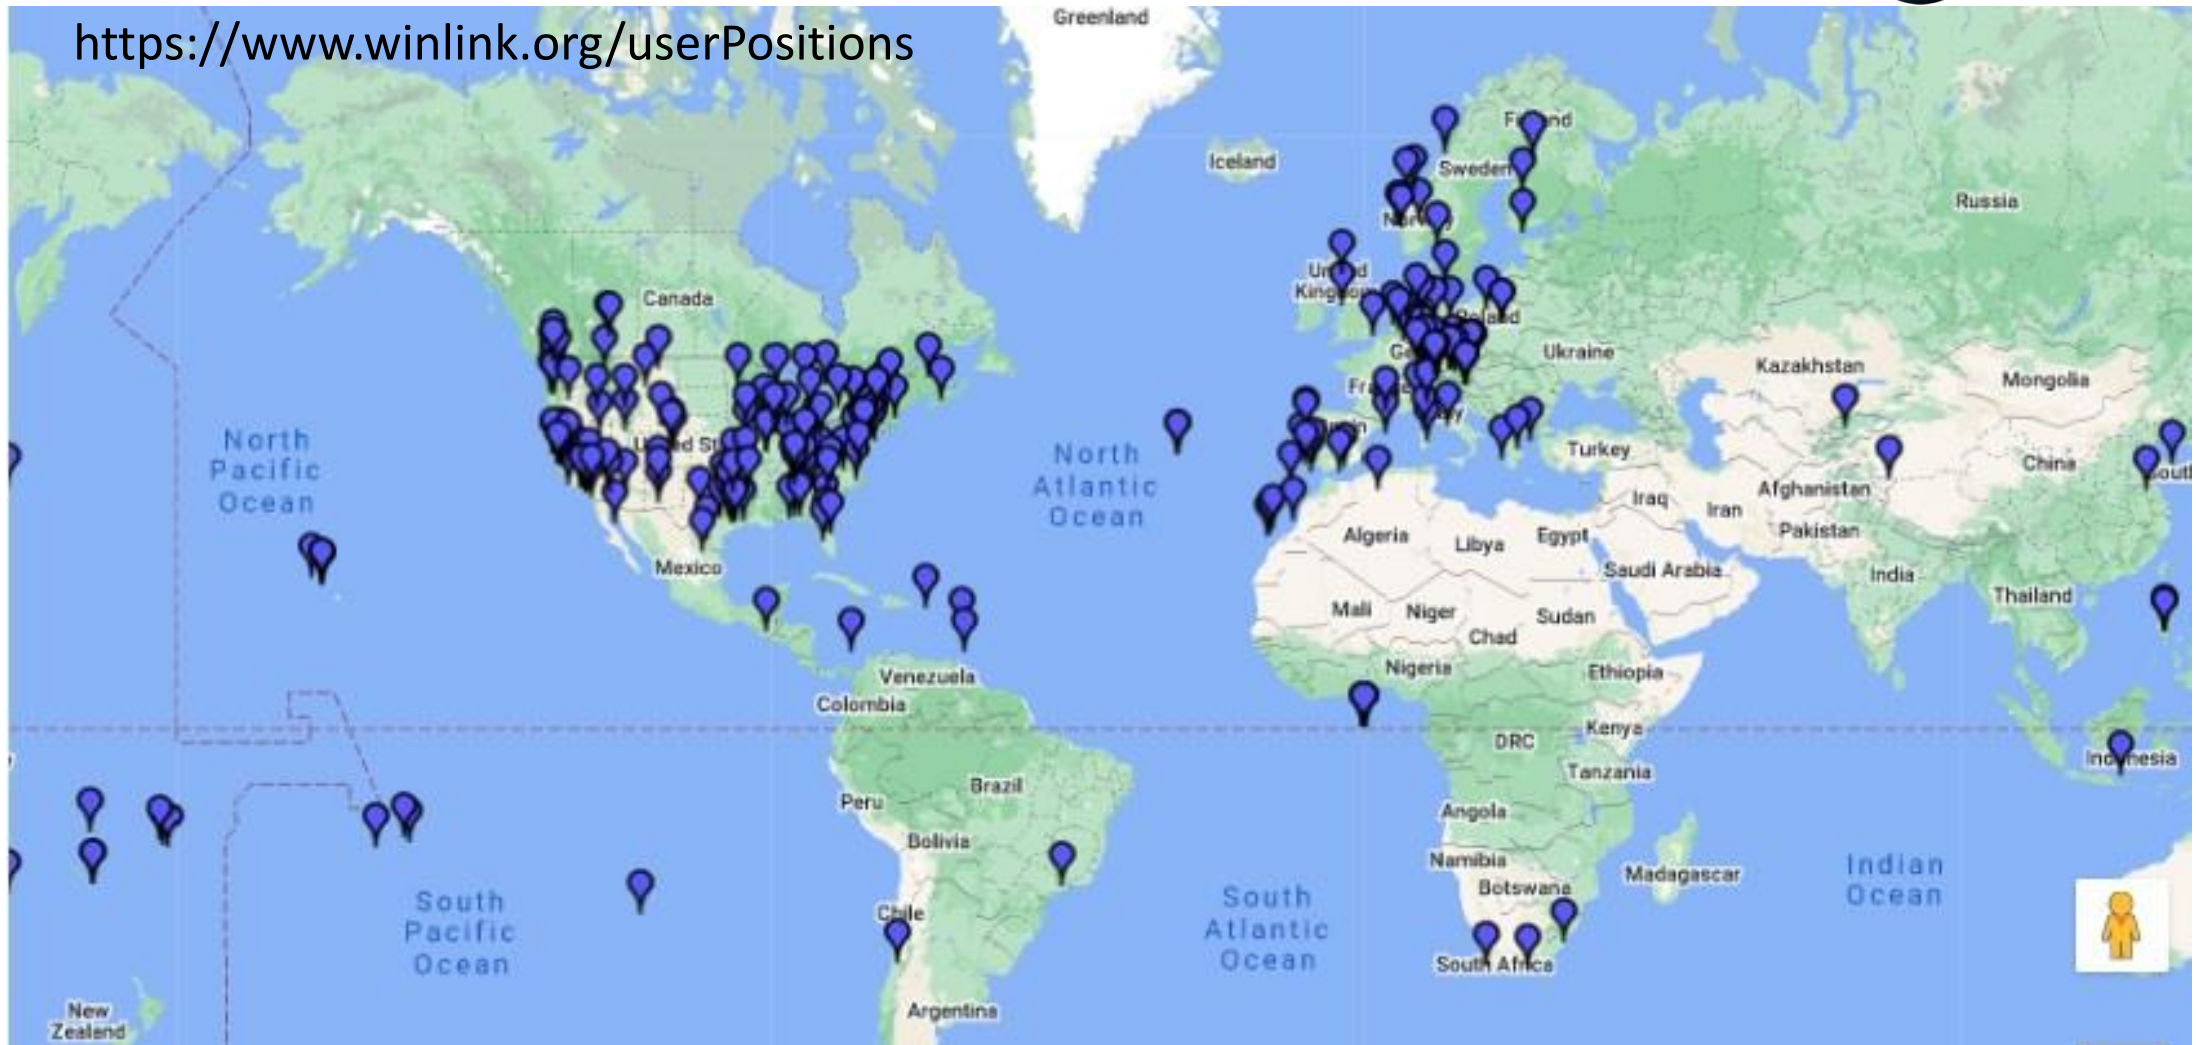 https://www.winlink.org/userPositions
Greenland
Iceland
Sweden
Russia
Canada
Ukraine
Kazakhstan
Mongolia
North
Pacific
Ocean
North
Atlantic
Ocean
Turkey
China
Iraq
Iran
Afghanistan
Pakistan
Algeria
Libya
Egypt
Saudi Arabia
India
Thailand
Mexico
Mali
Niger
Chad
Sudan
Nigeria
Ethiopia
Venezuela
Colombia
DRC
Kenya
Tanzania
Brazil
Peru
Angola
Bolivia
Namibia
Botswana
Madagascar
Indian
Ocean
South
Pacific
Ocean
Chile
South
Atlantic
Ocean
South Africa
New
Zealand
Argentina